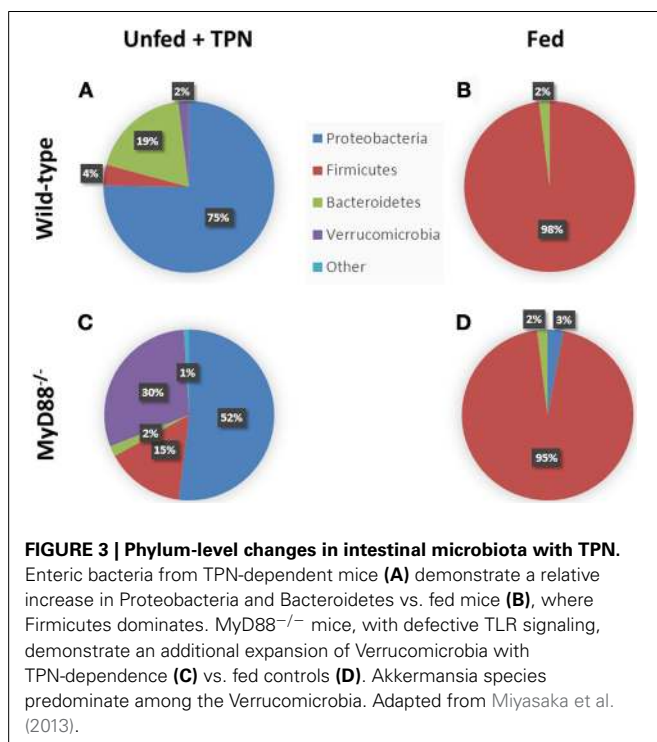 Unfed + TPN
Fed
Wild-type
A
2%
19%
4%
75%
Proteobacteria
Firmicutes
Bacteroidetes
Verrucomicrobia
Other
B
2%
98%
MyD88-/-
C
1%
30%
52%
2%
15%
D
2%
3%
95%
FIGURE 3 | Phylum-level changes in intestinal microbiota with TPN.
Enteric bacteria from TPN-dependent mice (A) demonstrate a relative
increase in Proteobacteria and Bacteroidetes vs. fed mice (B), where
Firmicutes dominates. MyD88−/− mice, with defective TLR signaling,
demonstrate an additional expansion of Verrucomicrobia with
TPN-dependence (C) vs. fed controls (D). Akkermansia species
predominate among the Verrucomicrobia. Adapted from Miyasaka et al.
(2013).